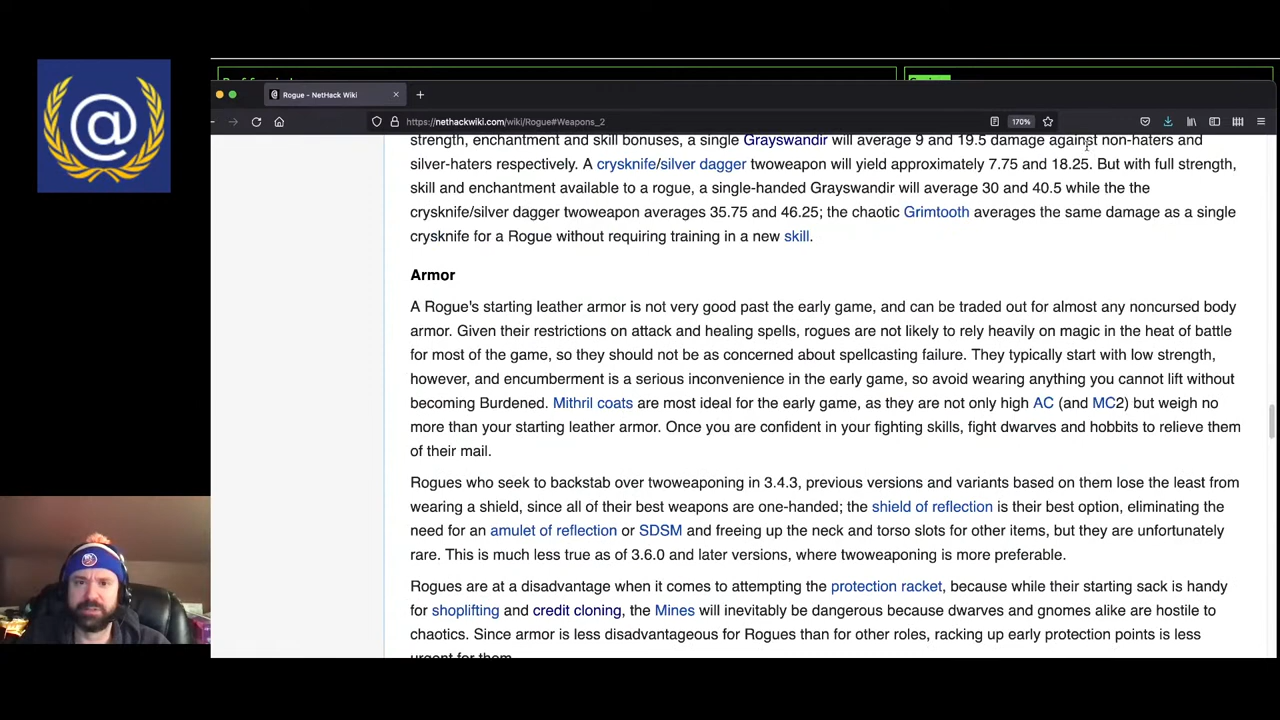 @
Rogue - NetHack Wiki
https://nethackwiki.com/wiki/Rogue#Weapons_2
170%
strength, enchantment and skill bonuses, a single Grayswandir will average 9 and 19.5 damage against non-haters and
silver-haters respectively. A crysknife/silver dagger twoweapon will yield approximately 7.75 and 18.25. But with full strength,
skill and enchantment available to a rogue, a single-handed Grayswandir will average 30 and 40.5 while the the
crysknife/silver dagger twoweapon averages 35.75 and 46.25; the chaotic Grimtooth averages the same damage as a single
crysknife for a Rogue without requiring training in a new skill.
Armor
A Rogue's starting leather armor is not very good past the early game, and can be traded out for almost any noncursed body
armor. Given their restrictions on attack and healing spells, rogues are not likely to rely heavily on magic in the heat of battle
for most of the game, so they should not be as concerned about spellcasting failure. They typically start with low strength,
however, and encumberment is a serious inconvenience in the early game, so avoid wearing anything you cannot lift without
becoming Burdened. Mithril coats are most ideal for the early game, as they are not only high AC (and MC2) but weigh no
more than your starting leather armor. Once you are confident in your fighting skills, fight dwarves and hobbits to relieve them
of their mail.
Rogues who seek to backstab over twoweaponing in 3.4.3, previous versions and variants based on them lose the least from
wearing a shield, since all of their best weapons are one-handed; the shield of reflection is their best option, eliminating the
need for an amulet of reflection or SDSM and freeing up the neck and torso slots for other items, but they are unfortunately
rare. This is much less true as of 3.6.0 and later versions, where twoweaponing is more preferable.
Rogues are at a disadvantage when it comes to attempting the protection racket, because while their starting sack is handy
for shoplifting and credit cloning, the Mines will inevitably be dangerous because dwarves and gnomes alike are hostile to
chaotics. Since armor is less disadvantageous for Rogues than for other roles, racking up early protection points is less
urgent for them.